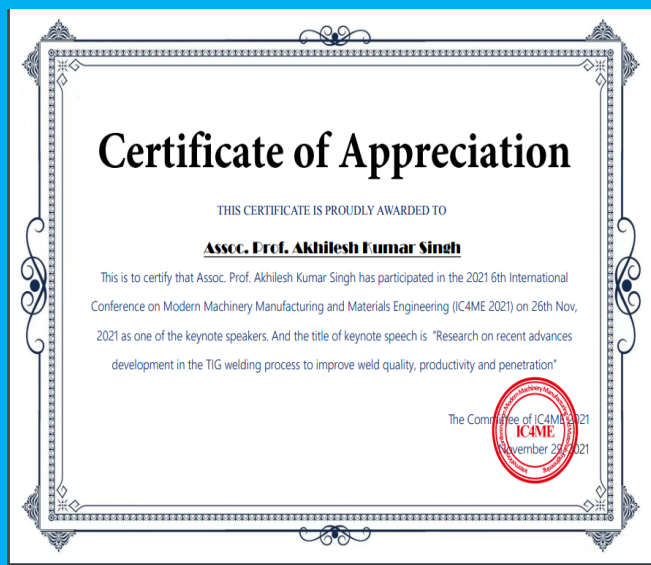 Certificate of Appreciation
THIS CERTIFICATE IS PROUDLY AWARDED TO
Assoc. Prof. Akhilesh Kumar Singh
This is to certify that Assoc. Prof. Akhilesh Kumar Singh has participated in the 2021 6th International
Conference on Modern Machinery Manufacturing and Materials Engineering (IC4ME 2021) on 26th Nov,
2021 as one of the keynote speakers. And the title of keynote speech is "Research on recent advances
development in the TIG welding process to improve weld quality, productivity and penetration"
The Committee of IC4ME 2021
November 29, 2021
IC4ME